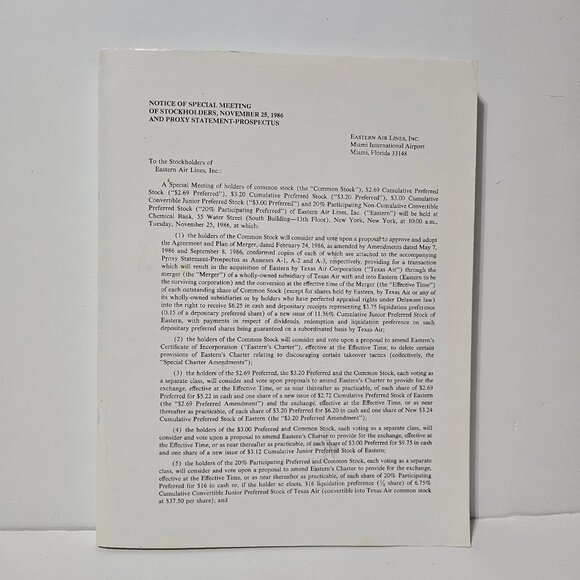 NOTICE OF SPECIAL MEETING
OF STOCKHOLDERS, NOVEMBER 25, 1986
AND PROXY STATEMENT-PROSPECTUS
EASTERN AIR LINES, INC.
Miami International Airport
Miami, Florida 33148
To the Stockholders of
Eastern Air Lines, Inc.:
A Special Meeting of holders of common stock (the "Common Stock"), $2.69 Cumulative Preferred
Stock ("$2.69 Preferred"), $3.20 Cumulative Preferred Stock ("$3.20 Preferred"), $3.00 Cumulative
Convertible Junior Preferred Stock ("$3.00 Preferred") and 20% Participating Non-Cumulative Convertible
Preferred Stock ("20% Participating Preferred") of Eastern Air Lines, Inc. ("Eastern") will be held at
Chemical Bank, 55 Water Street (South Building—13th Floor), New York, New York, at 10:00 a.m.,
Tuesday, November 25, 1986, at which:
(1) the holders of the Common Stock will consider and vote upon a proposal to approve and adopt
the Agreement and Plan of Merger, dated February 24, 1986, as amended by Amendments dated May 7,
1986 and September 8, 1986, conformed copies of each of which are attached to the accompanying
Proxy Statement-Prospectus as Annexes A-1, A-2 and A-3, respectively, providing for a transaction
which will result in the acquisition of Eastern by Texas Air Corporation ("Texas Air") through the
merger (the "Merger") of a wholly-owned subsidiary of Texas Air with and into Eastern (Eastern to be
the surviving corporation) and the conversion at the effective time of the Merger (the "Effective Time")
of each outstanding share of Common Stock (except for shares held by Eastern, by Texas Air or any of
its wholly-owned subsidiaries or by holders who have perfected appraisal rights under Delaware law)
into the right to receive $6.25 in cash and depositary receipts representing $3.75 liquidation preference
(0.15 of a depositary preferred share) of a new issue of 11.36% Cumulative Junior Preferred Stock of
Eastern, with payments in respect of dividends, redemption and liquidation preference on such
depositary preferred shares being guaranteed on a subordinated basis by Texas Air;
(2) the holders of the Common Stock will consider and vote upon a proposal to amend Eastern's
Certificate of Incorporation ("Eastern's Charter"), effective at the Effective Time, to delete certain
provisions of Eastern's Charter relating to discouraging certain takeover tactics (collectively, the
"Special Charter Amendments");
(3) the holders of the $2.69 Preferred, the $3.20 Preferred and the Common Stock, each voting as
a separate class, will consider and vote upon proposals to amend Eastern's Charter to provide for the
exchange, effective at the Effective Time, or as near thereafter as practicable, of each share of $2.69
Preferred for $5.22 in cash and one share of a new issue of $2.72 Cumulative Preferred Stock of Eastern
(the "$2.69 Preferred Amendment") and the exchange, effective at the Effective Time, or as near
thereafter as practicable, of each share of $3.20 Preferred for $6.20 in cash and one share of New $3.24
Cumulative Preferred Stock of Eastern (the "$3.20 Preferred Amendment");
(4) the holders of the $3.00 Preferred and Common Stock, each voting as a separate class, will
consider and vote upon a proposal to amend Eastern's Charter to provide for the exchange, effective at
the Effective Time, or as near thereafter as practicable, of each share of $3.00 Preferred for $9.75 in cash
and one share of a new issue of $3.12 Cumulative Junior Preferred Stock of Eastern;
(5) the holders of the 20% Participating Preferred and Common Stock, each voting as a separate
class, will consider and vote upon a proposal to amend Eastern's Charter to provide for the exchange,
effective at the Effective Time, or as near thereafter as practicable, of each share of 20% Participating
Preferred for $16 in cash or, if the holder so elects, $16 liquidation preference (share) of 6.75%
Cumulative Convertible Junior Preferred Stock of Texas Air (convertible into Texas Air common stock
at $37.50 per share); and